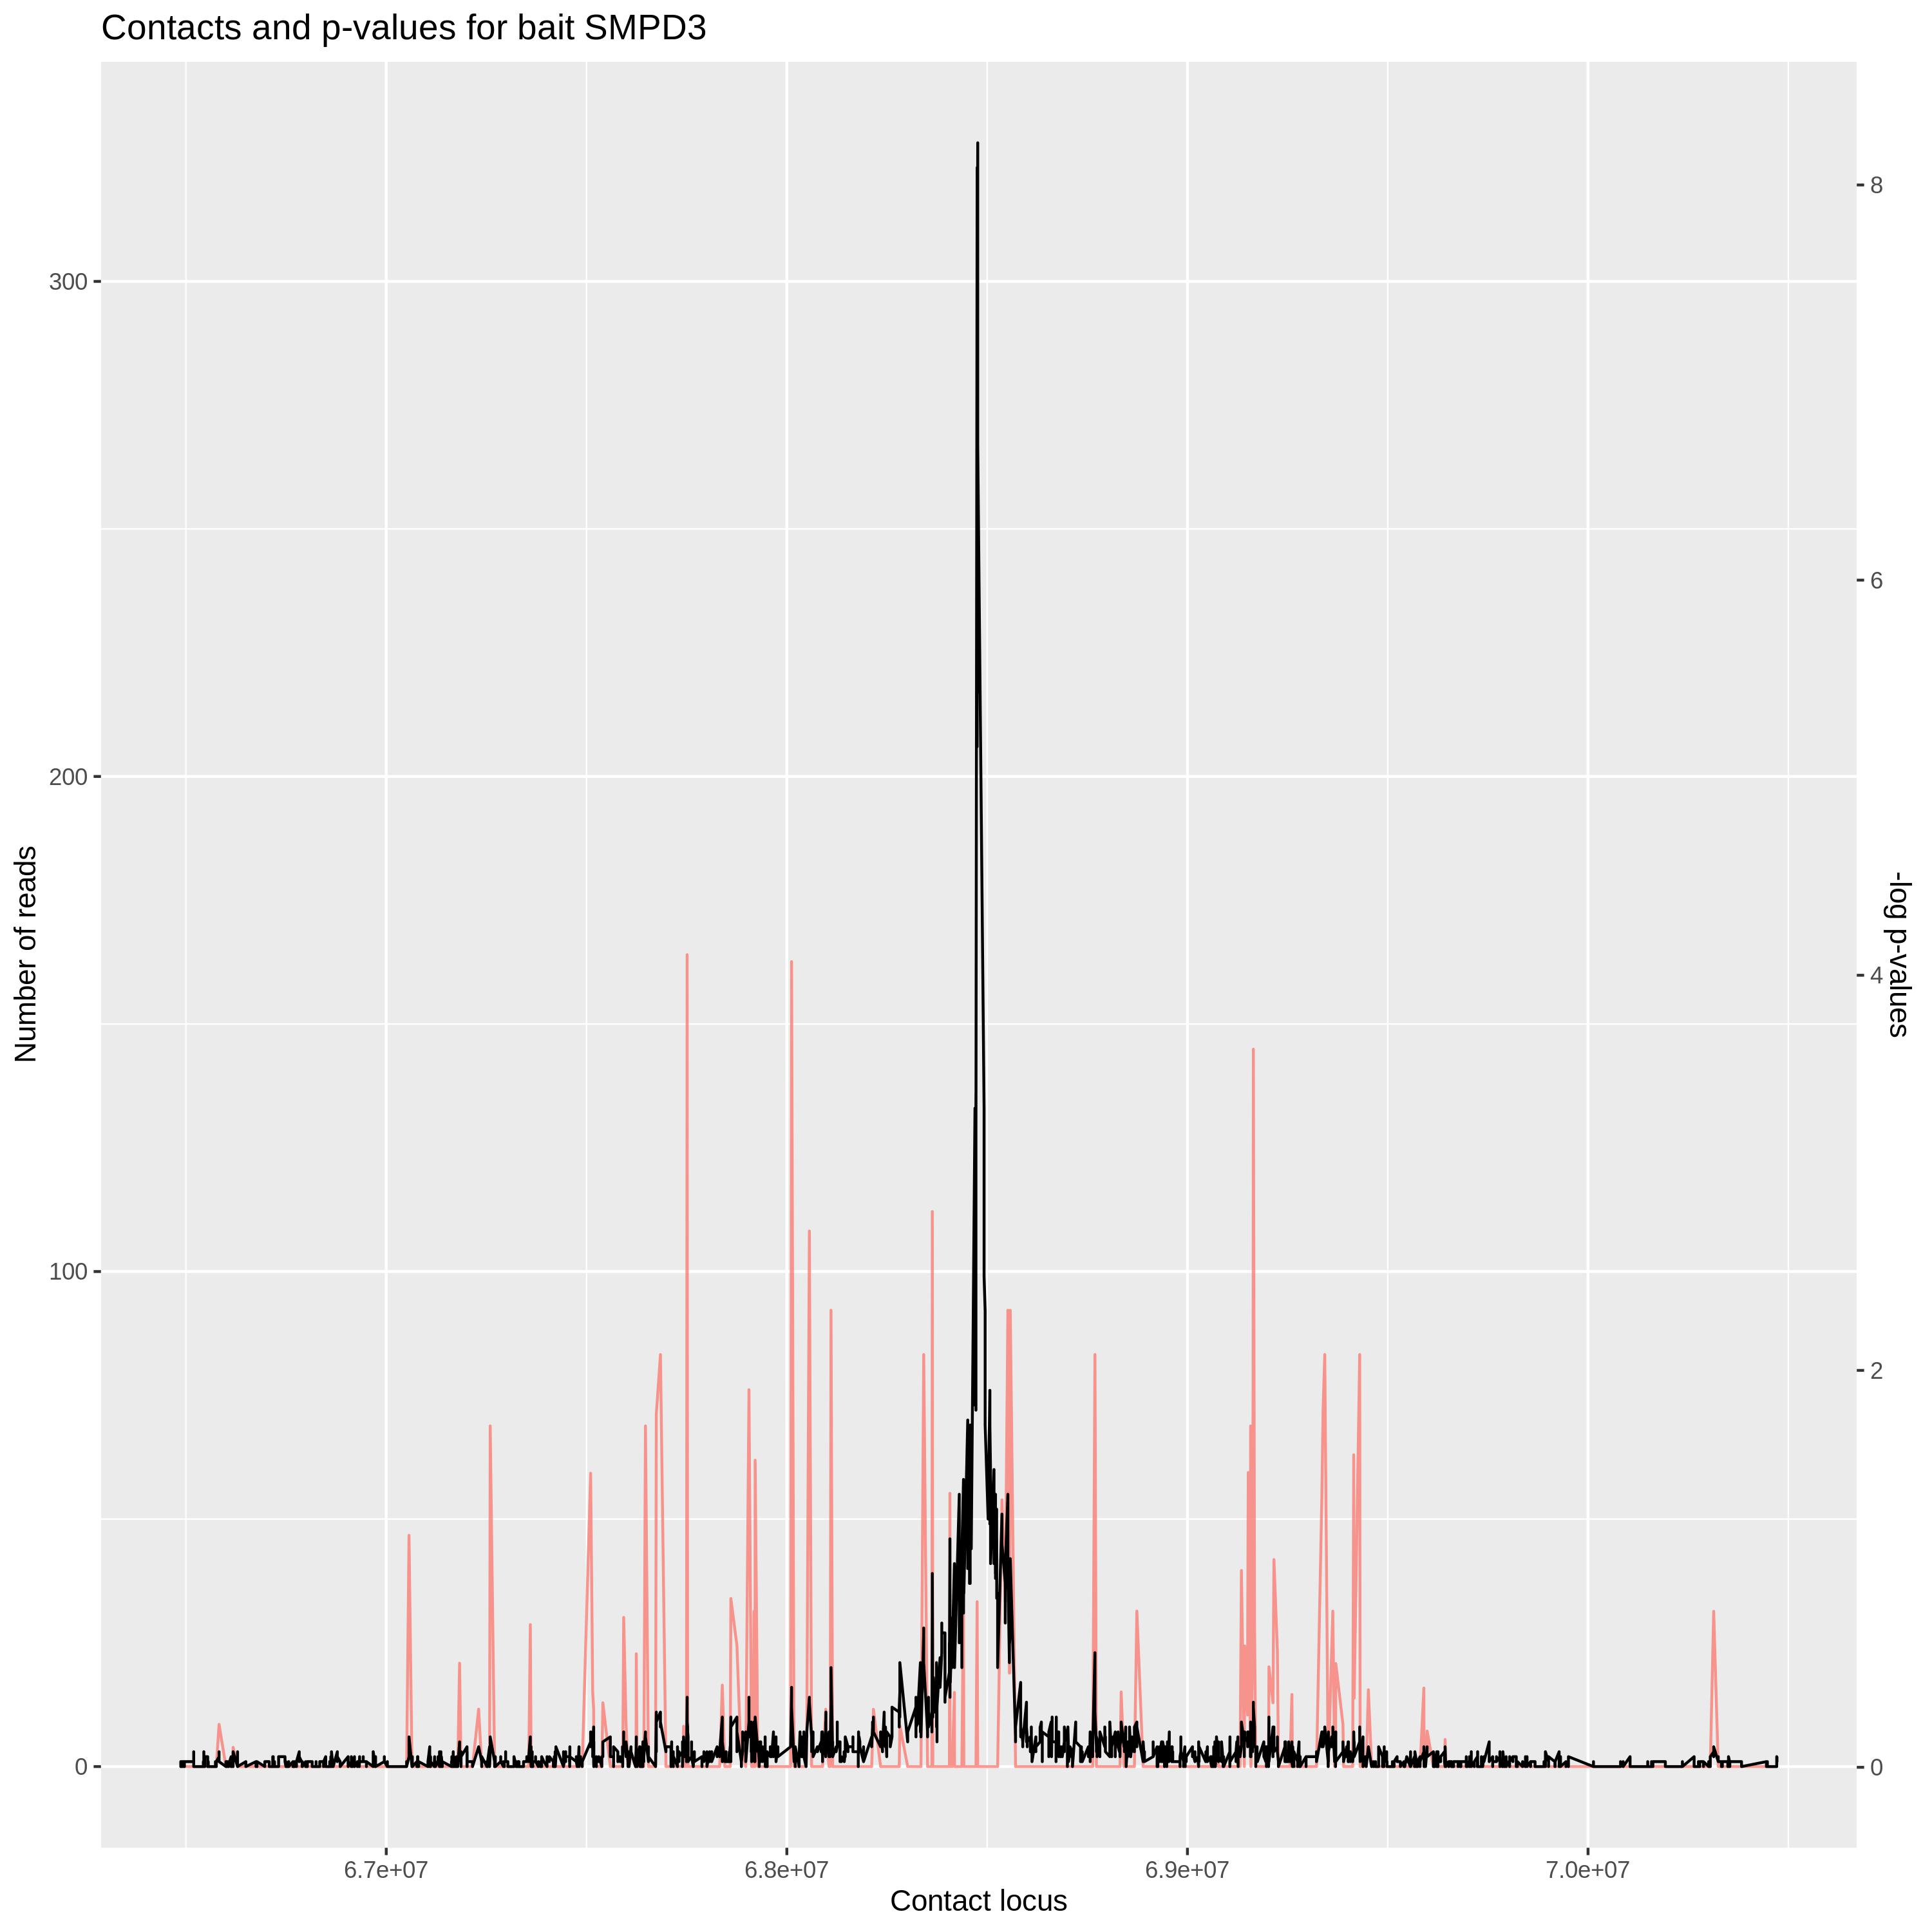 Contacts and p-values for bait SMPD3
Number of reads
300
200
100
0
8
6
4
2
0
-log p-values
6.7e+07 6.8e+07 6.9e+07 7.0e+07
Contact locus